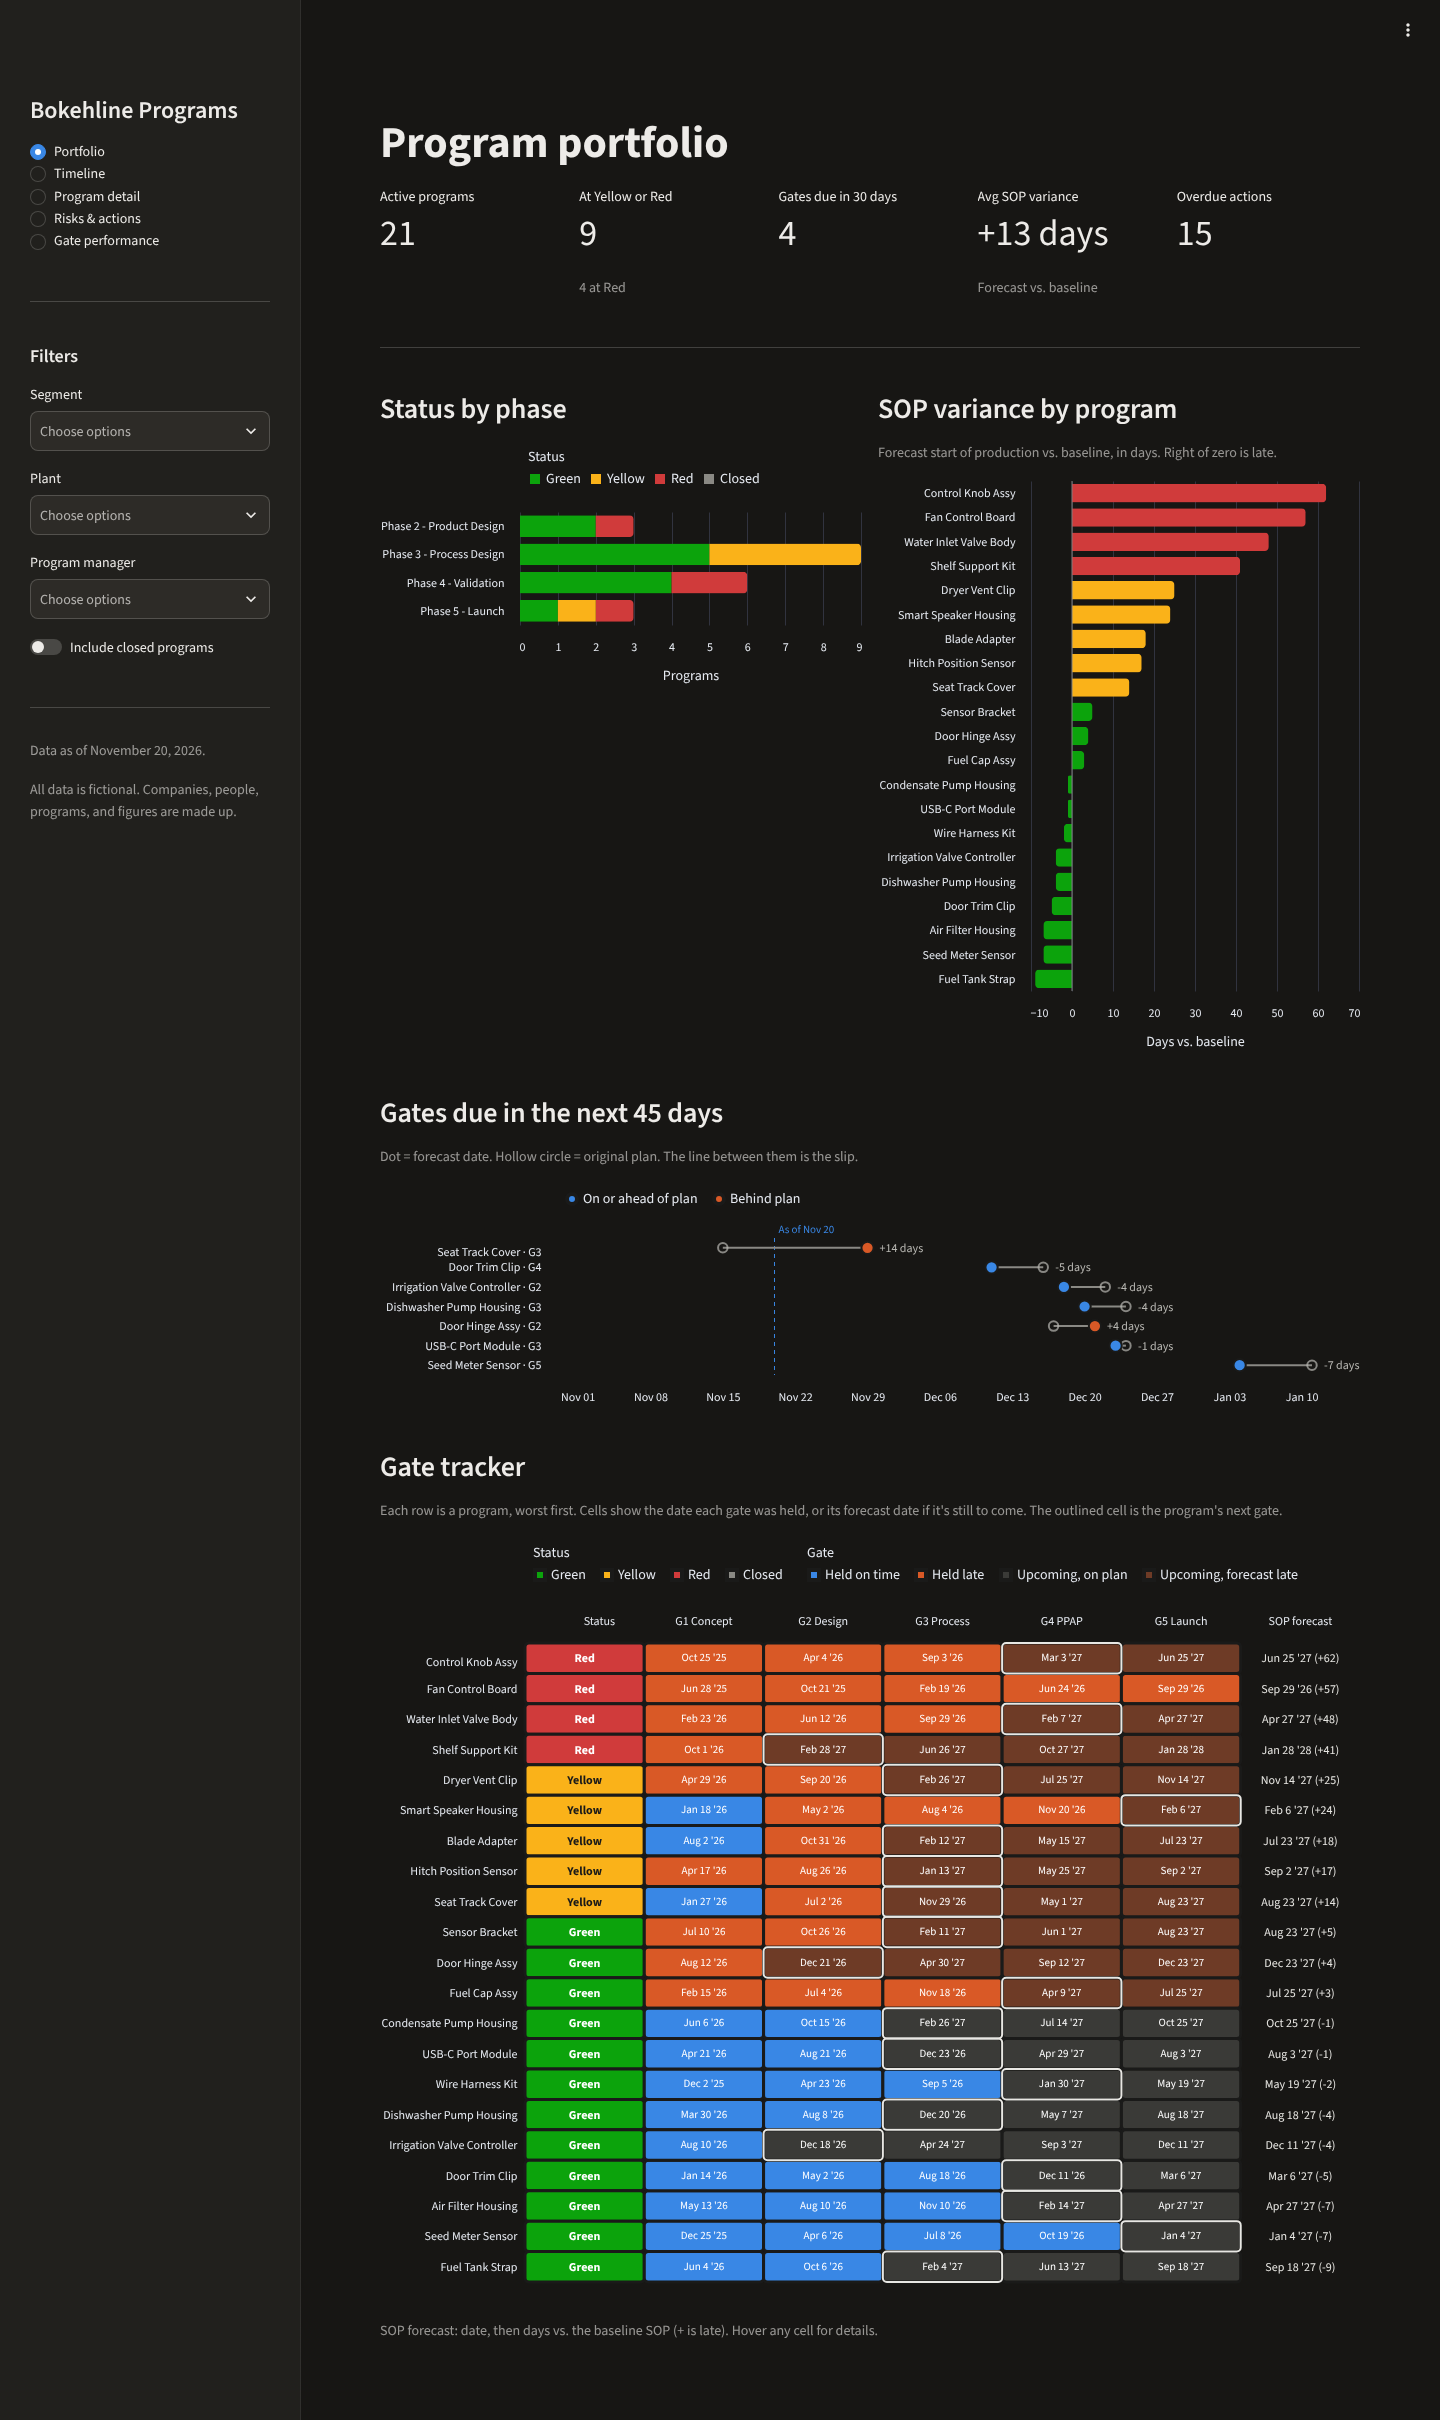 Bokehline Programs
Portfolio
Timeline
Program detail
Risks & actions
Gate performance
Filters
Segment
Choose options
Plant
Choose options
Program manager
Choose options
Include closed programs
Data as of November 20, 2026.
All data is fictional. Companies, people,
programs, and figures are made up.
Program portfolio
Active programs
21
At Yellow or Red
9
4 at Red
Gates due in 30 days
4
Avg SOP variance
+13 days
Forecast vs. baseline
Overdue actions
15
Status by phase
Status
Green Yellow Red Closed
Phase 2 - Product Design
Phase 3 - Process Design
Phase 4 - Validation
Phase 5 - Launch
0 1 2 3 4 5 6 7 8 9
Programs
SOP variance by program
Forecast start of production vs. baseline, in days. Right of zero is late.
Control Knob Assy
Fan Control Board
Water Inlet Valve Body
Shelf Support Kit
Dryer Vent Clip
Smart Speaker Housing
Blade Adapter
Hitch Position Sensor
Seat Track Cover
Sensor Bracket
Door Hinge Assy
Fuel Cap Assy
Condensate Pump Housing
USB-C Port Module
Wire Harness Kit
Irrigation Valve Controller
Dishwasher Pump Housing
Door Trim Clip
Air Filter Housing
Seed Meter Sensor
Fuel Tank Strap
−10 0 10 20 30 40 50 60 70
Days vs. baseline
Gates due in the next 45 days
Dot = forecast date. Hollow circle = original plan. The line between them is the slip.
On or ahead of plan Behind plan
As of Nov 20
Seat Track Cover · G3 +14 days
Door Trim Clip · G4 -5 days
Irrigation Valve Controller · G2 -4 days
Dishwasher Pump Housing · G3 -4 days
Door Hinge Assy · G2 +4 days
USB-C Port Module · G3 -1 days
Seed Meter Sensor · G5 -7 days
Nov 01 Nov 08 Nov 15 Nov 22 Nov 29 Dec 06 Dec 13 Dec 20 Dec 27 Jan 03 Jan 10
Gate tracker
Each row is a program, worst first. Cells show the date each gate was held, or its forecast date if it's still to come. The outlined cell is the program's next gate.
Status Gate
Green Yellow Red Closed Held on time Held late Upcoming, on plan Upcoming, forecast late
Status G1 Concept G2 Design G3 Process G4 PPAP G5 Launch SOP forecast
Control Knob Assy Red Oct 25 '25 Apr 4 '26 Sep 3 '26 Mar 3 '27 Jun 25 '27 Jun 25 '27 (+62)
Fan Control Board Red Jun 28 '25 Oct 21 '25 Feb 19 '26 Jun 24 '26 Sep 29 '26 Sep 29 '26 (+57)
Water Inlet Valve Body Red Feb 23 '26 Jun 12 '26 Sep 29 '26 Feb 7 '27 Apr 27 '27 Apr 27 '27 (+48)
Shelf Support Kit Red Oct 1 '26 Feb 28 '27 Jun 26 '27 Oct 27 '27 Jan 28 '28 Jan 28 '28 (+41)
Dryer Vent Clip Yellow Apr 29 '26 Sep 20 '26 Feb 26 '27 Jul 25 '27 Nov 14 '27 Nov 14 '27 (+25)
Smart Speaker Housing Yellow Jan 18 '26 May 2 '26 Aug 4 '26 Nov 20 '26 Feb 6 '27 Feb 6 '27 (+24)
Blade Adapter Yellow Aug 2 '26 Oct 31 '26 Feb 12 '27 May 15 '27 Jul 23 '27 Jul 23 '27 (+18)
Hitch Position Sensor Yellow Apr 17 '26 Aug 26 '26 Jan 13 '27 May 25 '27 Sep 2 '27 Sep 2 '27 (+17)
Seat Track Cover Yellow Jan 27 '26 Jul 2 '26 Nov 29 '26 May 1 '27 Aug 23 '27 Aug 23 '27 (+14)
Sensor Bracket Green Jul 10 '26 Oct 26 '26 Feb 11 '27 Jun 1 '27 Aug 23 '27 Aug 23 '27 (+5)
Door Hinge Assy Green Aug 12 '26 Dec 21 '26 Apr 30 '27 Sep 12 '27 Dec 23 '27 Dec 23 '27 (+4)
Fuel Cap Assy Green Feb 15 '26 Jul 4 '26 Nov 18 '26 Apr 9 '27 Jul 25 '27 Jul 25 '27 (+3)
Condensate Pump Housing Green Jun 6 '26 Oct 15 '26 Feb 26 '27 Jul 14 '27 Oct 25 '27 Oct 25 '27 (-1)
USB-C Port Module Green Apr 21 '26 Aug 21 '26 Dec 23 '26 Apr 29 '27 Aug 3 '27 Aug 3 '27 (-1)
Wire Harness Kit Green Dec 2 '25 Apr 23 '26 Sep 5 '26 Jan 30 '27 May 19 '27 May 19 '27 (-2)
Dishwasher Pump Housing Green Mar 30 '26 Aug 8 '26 Dec 20 '26 May 7 '27 Aug 18 '27 Aug 18 '27 (-4)
Irrigation Valve Controller Green Aug 10 '26 Dec 18 '26 Apr 24 '27 Sep 3 '27 Dec 11 '27 Dec 11 '27 (-4)
Door Trim Clip Green Jan 14 '26 May 2 '26 Aug 18 '26 Dec 11 '26 Mar 6 '27 Mar 6 '27 (-5)
Air Filter Housing Green May 13 '26 Aug 10 '26 Nov 10 '26 Feb 14 '27 Apr 27 '27 Apr 27 '27 (-7)
Seed Meter Sensor Green Dec 25 '25 Apr 6 '26 Jul 8 '26 Oct 19 '26 Jan 4 '27 Jan 4 '27 (-7)
Fuel Tank Strap Green Jun 4 '26 Oct 6 '26 Feb 4 '27 Jun 13 '27 Sep 18 '27 Sep 18 '27 (-9)
SOP forecast: date, then days vs. the baseline SOP (+ is late). Hover any cell for details.